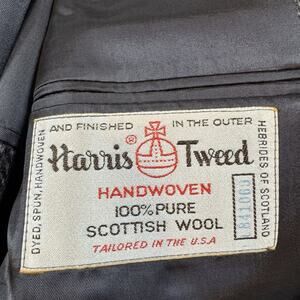 DYED, SPUN, HANDWOVEN
AND FINISHED IN THE OUTER
HEBRIDES OF SCOTLAND
Harris® Tweed
HANDWOVEN
100% PURE
SCOTTISH WOOL
TAILORED IN THE U.S.A